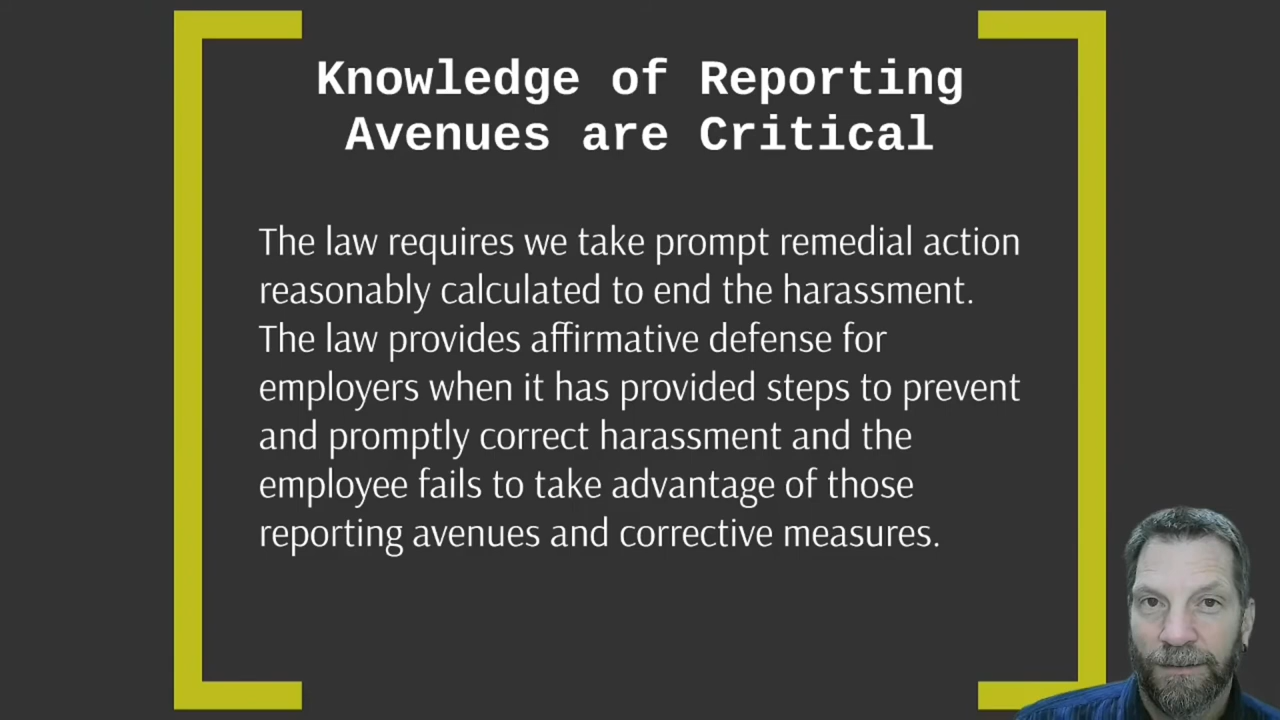 Knowledge of Reporting
Avenues are Critical
The law requires we take prompt remedial action
reasonably calculated to end the harassment.
The law provides affirmative defense for
employers when it has provided steps to prevent
and promptly correct harassment and the
employee fails to take advantage of those
reporting avenues and corrective measures.